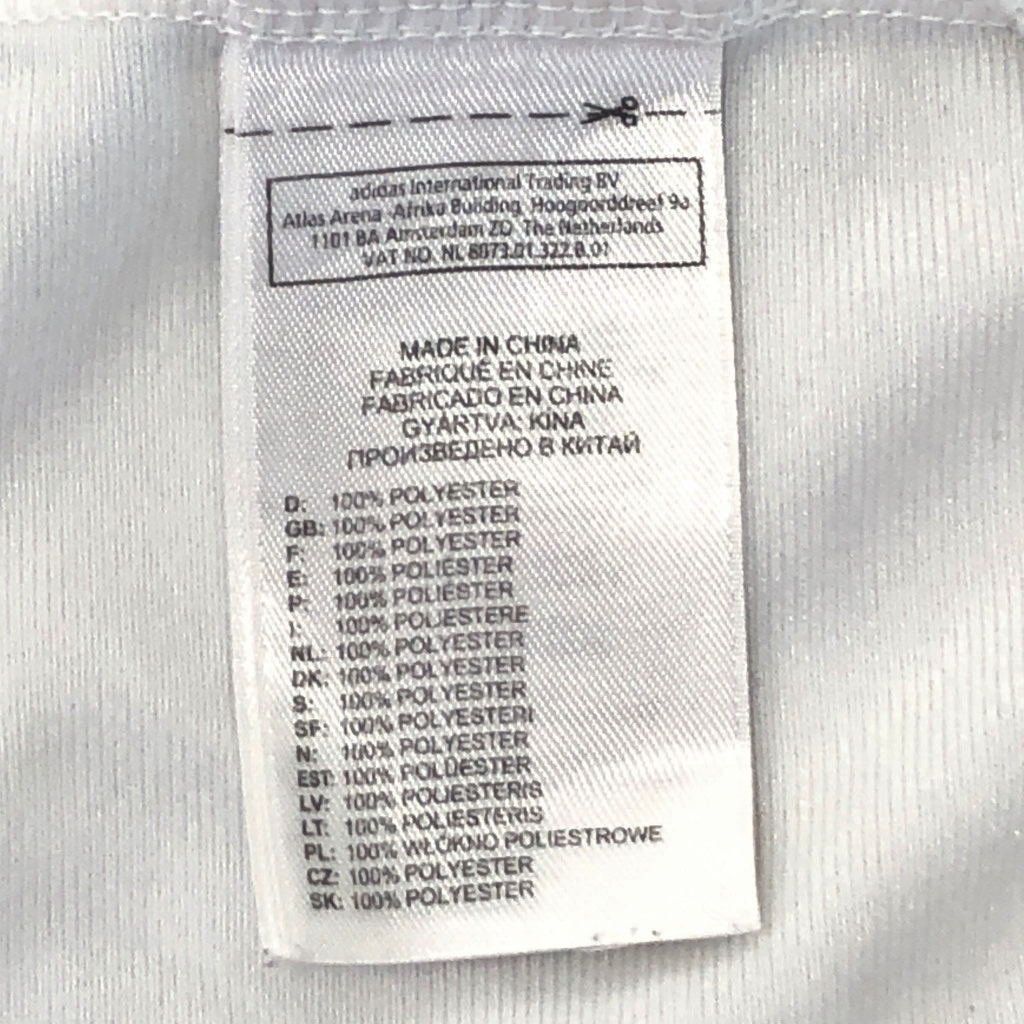 adidas International Trading BV
Atlas Arena -Afrika Building, Hoogoorddreef 9a
1101 BA Amsterdam ZO, The Netherlands
VAT NO. NL 8073.01.322.B.01
MADE IN CHINA
FABRIQUÉ EN CHINE
FABRICADO EN CHINA
GYÁRTVA: KÍNA
ПРОИЗВЕДЕНО В КИТАЙ
D: 100% POLYESTER
GB: 100% POLYESTER
F: 100% POLYESTER
E: 100% POLIÉSTER
P: 100% POLIÉSTER
I: 100% POLIESTERE
NL: 100% POLYESTER
DK: 100% POLYESTER
S: 100% POLYESTER
SF: 100% POLYESTERI
N: 100% POLYESTER
EST: 100% POLÜESTER
LV: 100% POLIESTERIS
LT: 100% POLIESTERIS
PL: 100% WŁÓKNO POLIESTROWE
CZ: 100% POLYESTER
SK: 100% POLYESTER